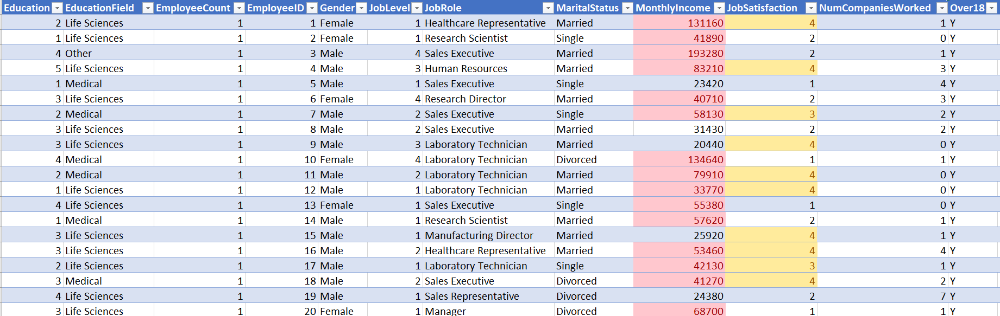 Education EducationField EmployeeCount EmployeeID Gender JobLevel JobRole MaritalStatus MonthlyIncome JobSatisfaction NumCompaniesWorked Over18
2 Life Sciences 1 1 Female 1 Healthcare Representative Married 131160 4 1 Y
1 Life Sciences 1 2 Female 1 Research Scientist Single 41890 2 0 Y
4 Other 1 3 Male 4 Sales Executive Married 193280 2 1 Y
5 Life Sciences 1 4 Male 3 Human Resources Married 83210 4 3 Y
1 Medical 1 5 Male 1 Sales Executive Single 23420 1 4 Y
3 Life Sciences 1 6 Female 4 Research Director Married 40710 2 3 Y
2 Medical 1 7 Male 2 Sales Executive Single 58130 3 2 Y
3 Life Sciences 1 8 Male 2 Sales Executive Married 31430 2 2 Y
3 Life Sciences 1 9 Male 3 Laboratory Technician Married 20440 4 0 Y
4 Medical 1 10 Female 4 Laboratory Technician Divorced 134640 1 1 Y
2 Medical 1 11 Male 2 Laboratory Technician Married 79910 4 0 Y
1 Life Sciences 1 12 Male 1 Laboratory Technician Married 33770 4 0 Y
4 Life Sciences 1 13 Female 1 Sales Executive Single 55380 1 0 Y
1 Medical 1 14 Male 1 Research Scientist Married 57620 2 1 Y
3 Life Sciences 1 15 Male 1 Manufacturing Director Married 25920 4 1 Y
3 Life Sciences 1 16 Male 2 Healthcare Representative Married 53460 4 4 Y
2 Life Sciences 1 17 Male 1 Laboratory Technician Single 42130 3 1 Y
3 Medical 1 18 Male 2 Sales Executive Divorced 41270 4 2 Y
4 Life Sciences 1 19 Male 1 Sales Representative Divorced 24380 2 7 Y
3 Life Sciences 1 20 Female 1 Manager Divorced 68700 1 1 Y